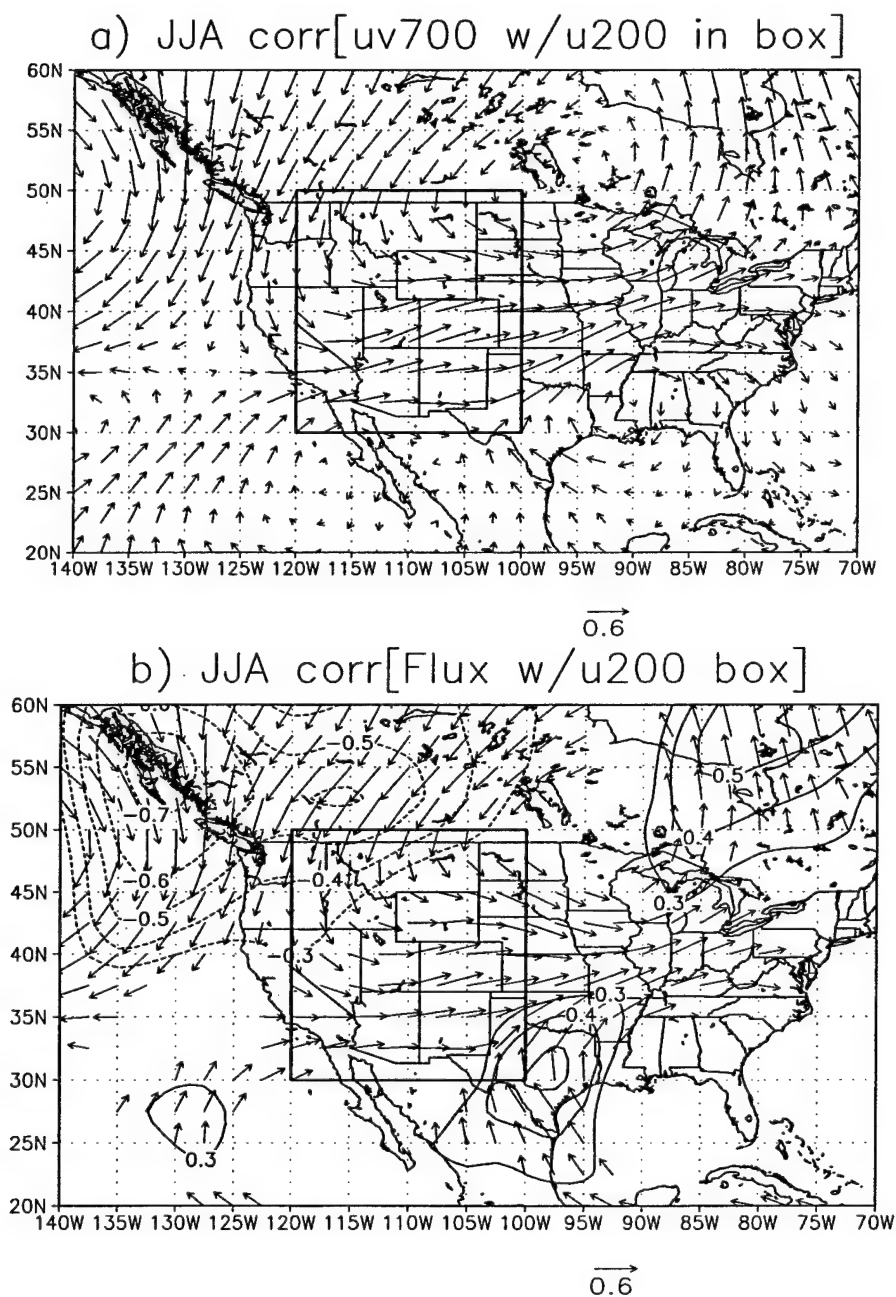 a) JJA corr[uv700 w/u200 in box]
60N
55N
50N
45N
40N
35N
30N
25N
20N
140W 135W 130W 125W 120W 115W 110W 105W 100W 95W 90W 85W 80W 75W 70W
0.6
b) JJA corr[Flux w/u200 box]
60N
-0.5
0.5
55N
-0.7
50N
0.4
-0.6
-0.4
0.3
45N
-0.5
40N
-0.3
0.3
35N
30N
25N
0.3
20N
140W 135W 130W 125W 120W 115W 110W 105W 100W 95W 90W 85W 80W 75W 70W
0.6